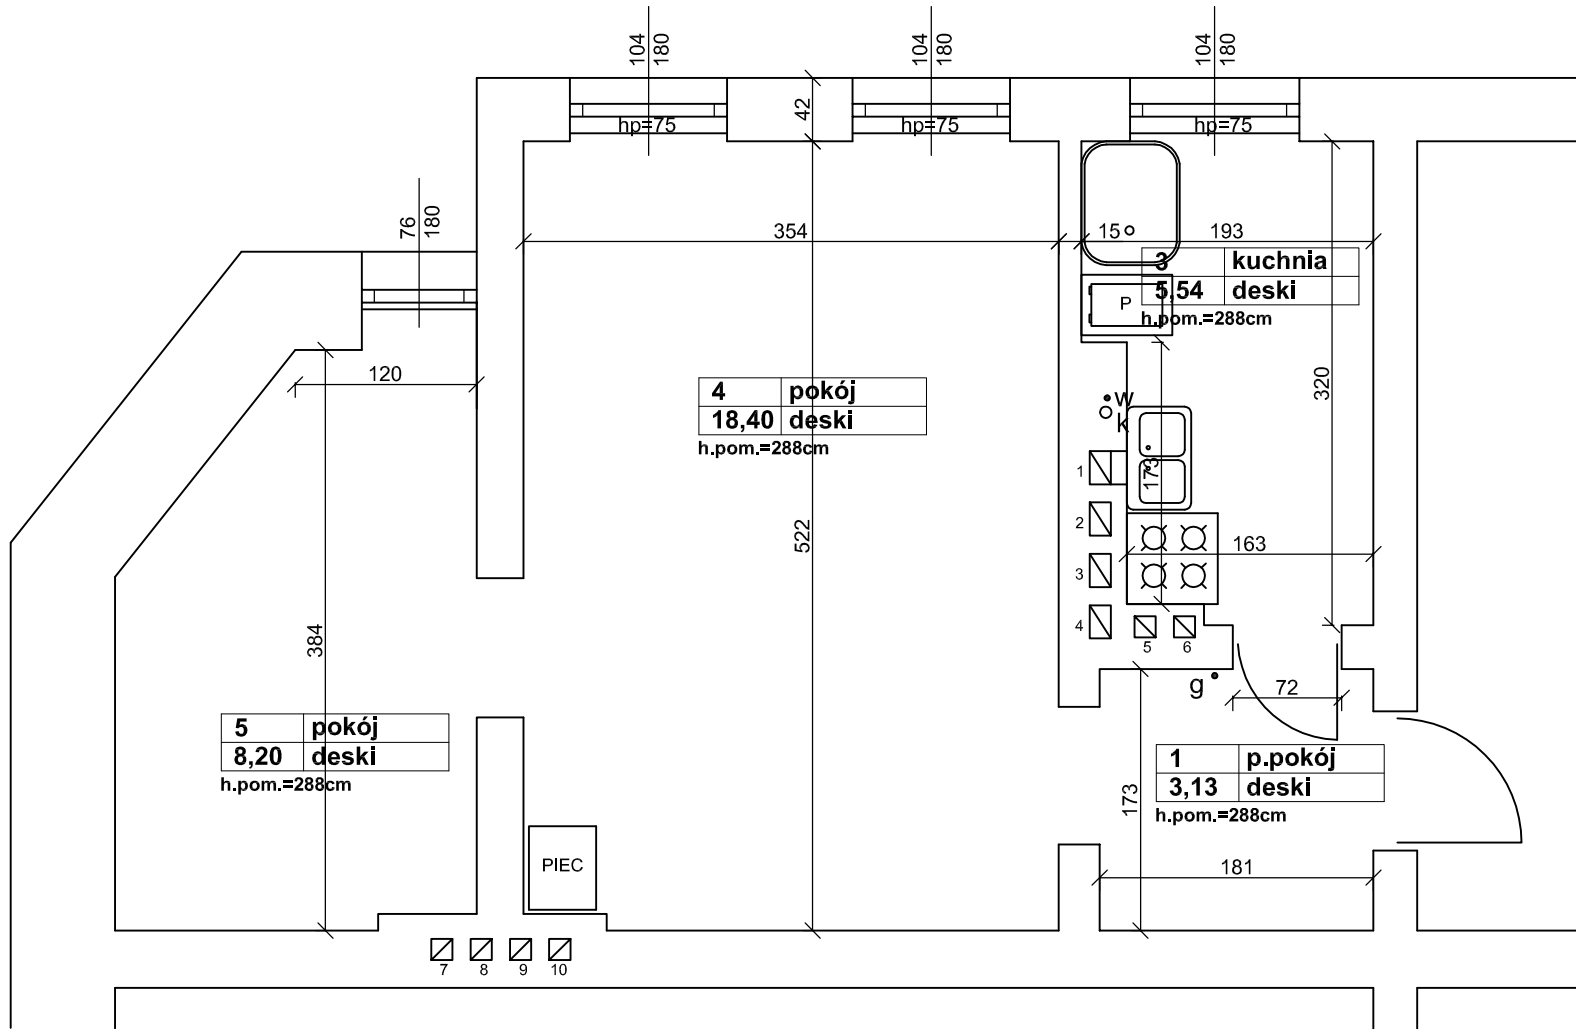 104
180
104
180
104
180
42
hp=75
hp=75
hp=75
76
180
354
15
193
3 kuchnia
5,54 deski
h.pom.=288cm
P
120
320
4 pokój
18,40 deski
h.pom.=288cm
w
k
173
1
2
3
4
522
163
384
5
6
g
72
5 pokój
8,20 deski
h.pom.=288cm
1 p.pokój
3,13 deski
h.pom.=288cm
173
PIEC
181
7
8
9
10